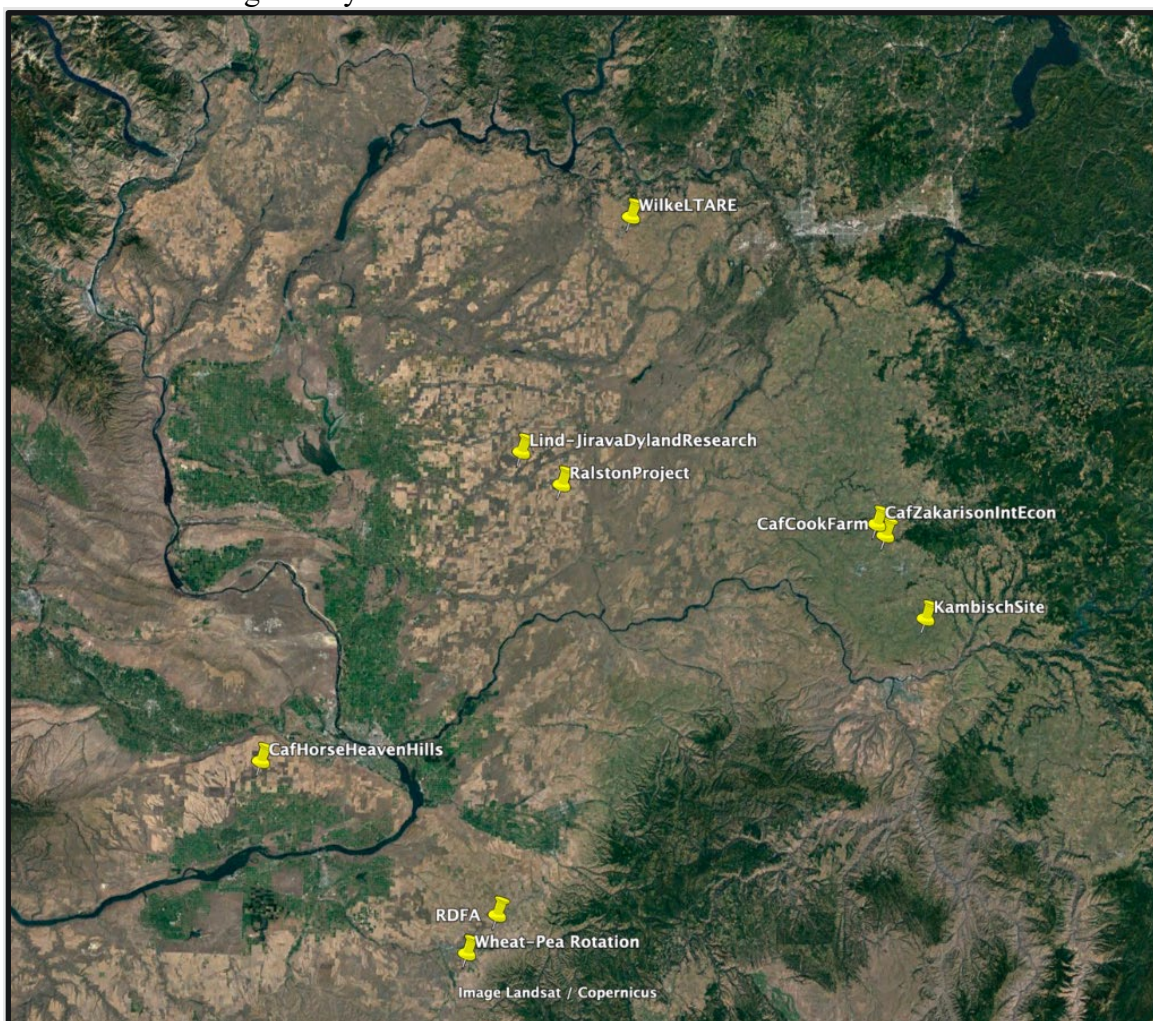 WilkeLTARE
Lind-JiravaDylandResearch
RalstonProject
CafZakarisonIntEcon
CafCookFarm
KambischSite
CafHorseHeavenHills
RDFA
Wheat-Pea Rotation
Image Landsat / Copernicus